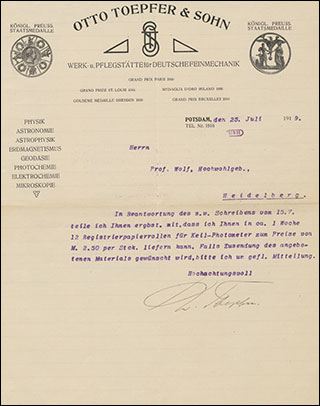 OTTO TOEPFER & SOHN
KÖNIGL. PREUSS.
STAATSMEDAILLE
KÖNIGL. PREUSS.
STAATSMEDAILLE
WERK- u. PFLEGSTÄTTE für DEUTSCHE FEINMECHANIK
GRAND PRIX PARIS 1900
GRAND PRIX ST. LOUIS 1904
MEDAGLIA D'ORO MILANO 1906
GOLDENE MEDAILLE DRESDEN 1909
GRAND PRIX BRUXELLES 1910
POTSDAM, den 25. Juli 1919.
TEL. Nr. 1950
PHYSIK
ASTRONOMIE
ASTROPHYSIK
ERDMAGNETISMUS
GEODÄSIE
PHOTOCHEMIE
ELEKTROCHEMIE
MIKROSKOPIE
Herrn
Prof. Wolf, Hochwohlgeb.,
Heidelberg.
In Beantwortung des s.w. Schreibens vom 15.7.
teile ich Ihnen ergbst. mit, dass ich Ihnen in ca. 1 Woche
12 Registrierpapierrollen für Keil-Photometer zum Preise von
M. 2.50 per Stck. liefern kann. Falls Zusendung des angebo-
tenen Materials gewünscht wird, bitte ich um gefl. Mitteilung.
Hochachtungsvoll